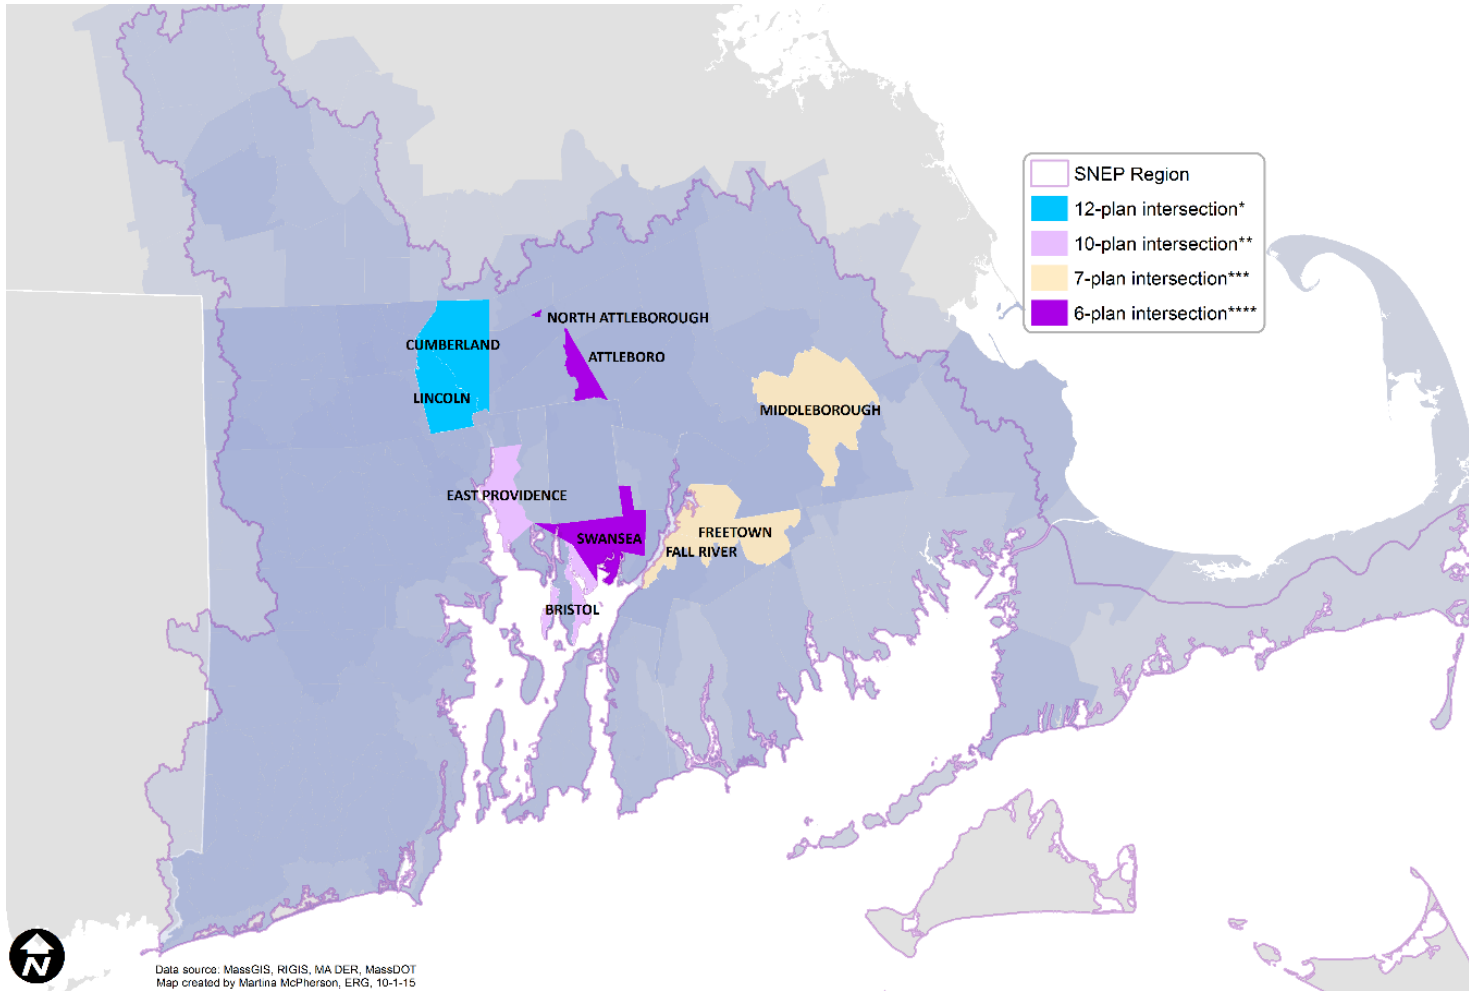 SNEP Region
12-plan intersection*
10-plan intersection**
7-plan intersection***
6-plan intersection****
NORTH ATTLEBOROUGH
CUMBERLAND
ATTLEBORO
LINCOLN
MIDDLEBOROUGH
EAST PROVIDENCE
SWANSEA
FREETOWN
FALL RIVER
BRISTOL
N
Data source: MassGIS, RIGIS, MA DER, MassDOT
Map created by Martina McPherson, ERG, 10-1-15